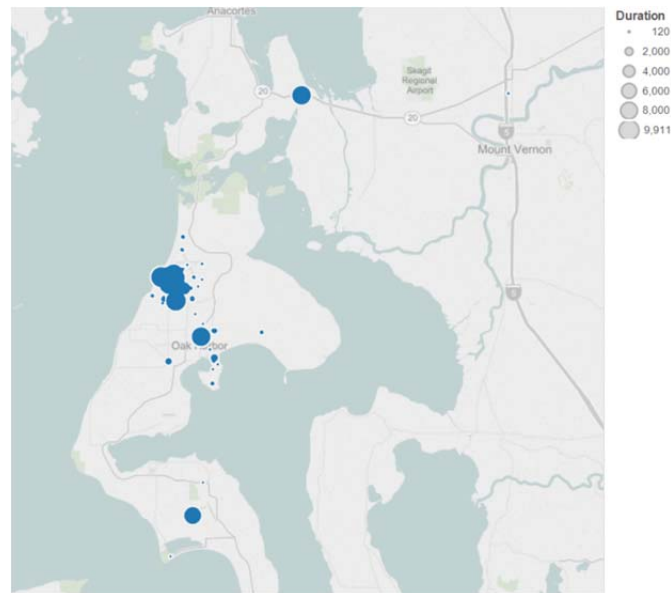 Anacortes
Duration
120
2,000
4,000
6,000
8,000
9,911
20
Skagit
Regional
Airport
20
5
Mount Vernon
5
Oak Harbor